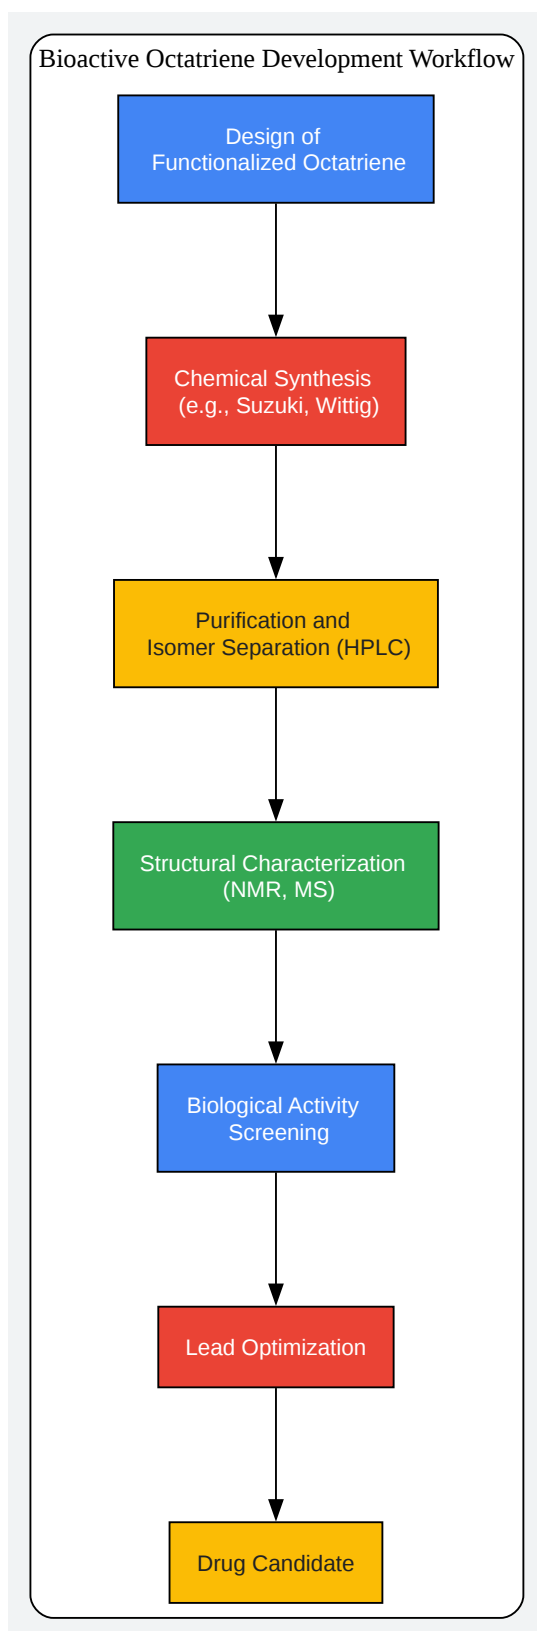 Bioactive Octatriene Development Workflow
Design of
Functionalized Octatriene
Chemical Synthesis
(e.g., Suzuki, Wittig)
Purification and
Isomer Separation (HPLC)
Structural Characterization
(NMR, MS)
Biological Activity
Screening
Lead Optimization
Drug Candidate